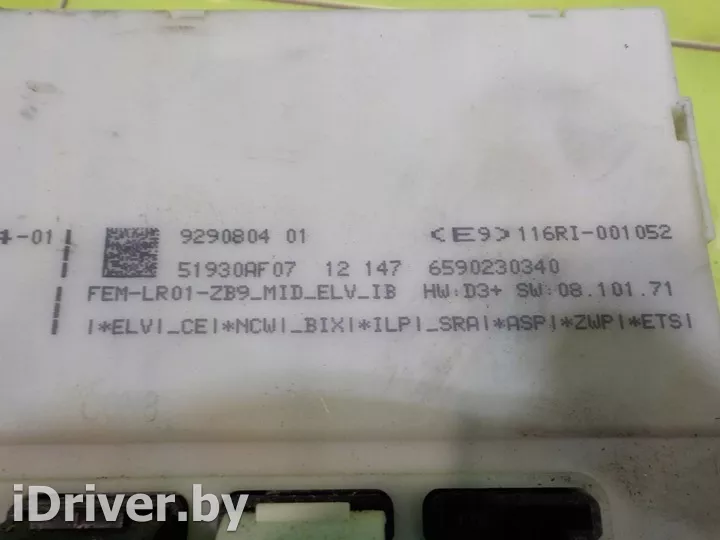 -01
9290804 01 <E9> 116RI-001052
51930AF07 12 147 6590230340
FEM-LR01-ZB9_MID_ELV_IB HW:D3+ SW:08.101.71
|*ELV|_CE|*NCW|_BIX|*ILP|_SRA|*ASP|*ZWP|*ETS|
iDriver.by